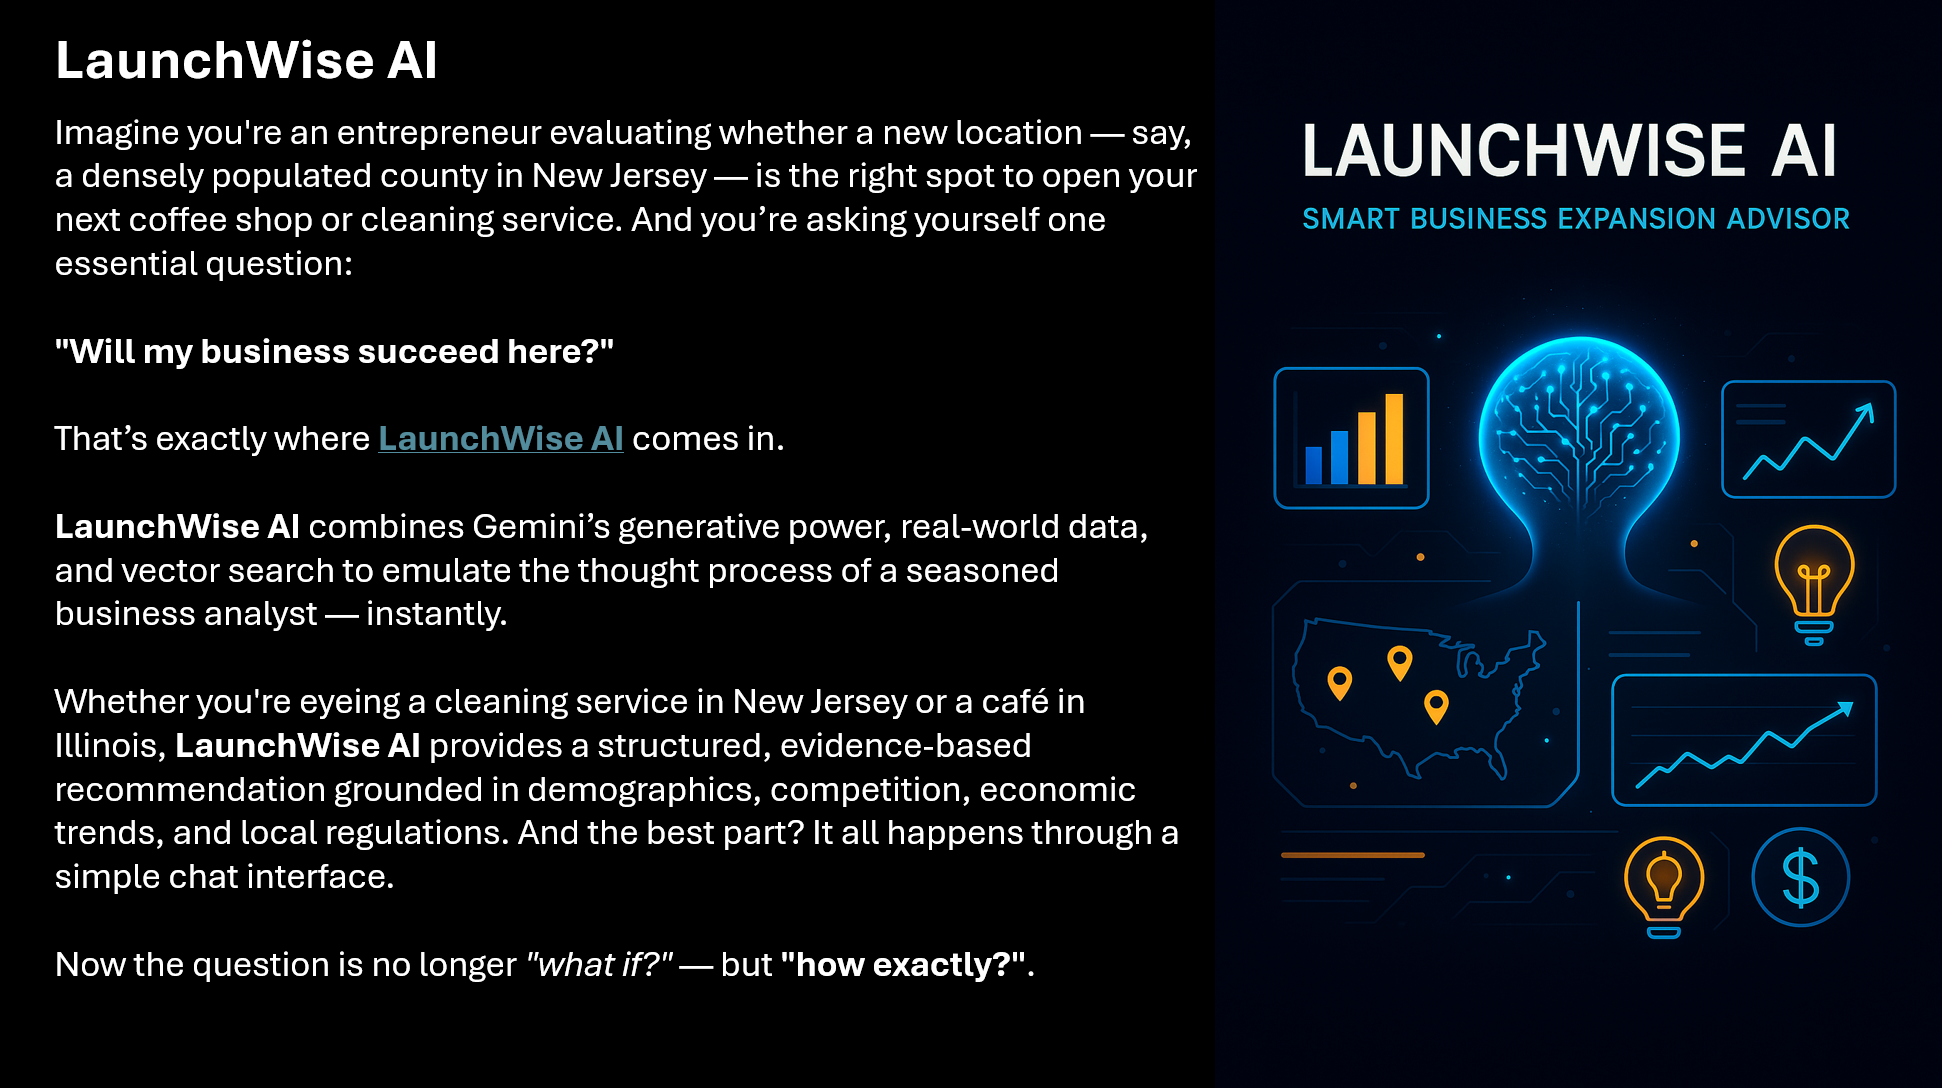 LaunchWise AI
Imagine you're an entrepreneur evaluating whether a new location — say,
a densely populated county in New Jersey — is the right spot to open your
next coffee shop or cleaning service. And you’re asking yourself one
essential question:
"Will my business succeed here?"
That’s exactly where LaunchWise AI comes in.
LaunchWise AI combines Gemini’s generative power, real-world data,
and vector search to emulate the thought process of a seasoned
business analyst — instantly.
Whether you're eyeing a cleaning service in New Jersey or a café in
Illinois, LaunchWise AI provides a structured, evidence-based
recommendation grounded in demographics, competition, economic
trends, and local regulations. And the best part? It all happens through a
simple chat interface.
Now the question is no longer "what if?" — but "how exactly?".
LAUNCHWISE AI
SMART BUSINESS EXPANSION ADVISOR
$